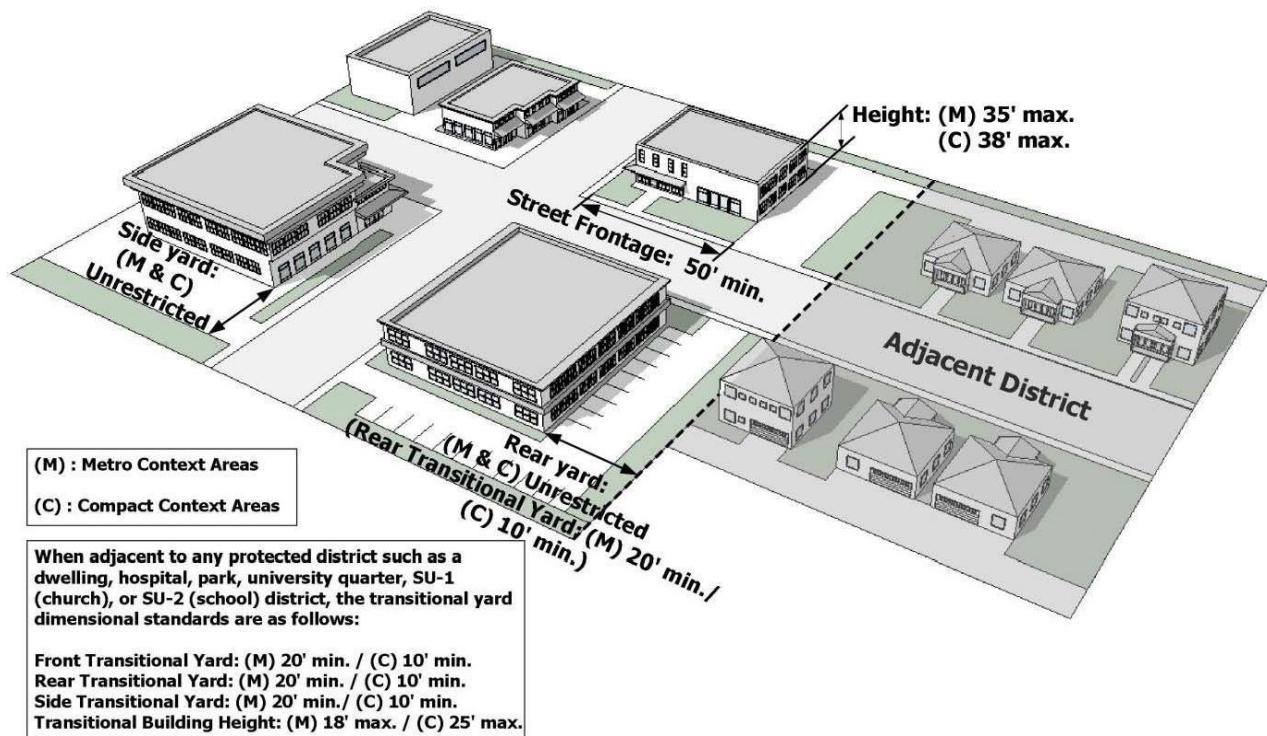 Height: (M) 35' max.
(C) 38' max.
Street Frontage: 50' min.
Side yard:
(M & C)
Unrestricted
Adjacent District
Rear yard:
(M & C) Unrestricted
(Rear Transitional Yard: (M) 20' min./
(C) 10' min.)
(M) : Metro Context Areas
(C) : Compact Context Areas
When adjacent to any protected district such as a
dwelling, hospital, park, university quarter, SU-1
(church), or SU-2 (school) district, the transitional yard
dimensional standards are as follows:
Front Transitional Yard: (M) 20' min. / (C) 10' min.
Rear Transitional Yard: (M) 20' min. / (C) 10' min.
Side Transitional Yard: (M) 20' min./ (C) 10' min.
Transitional Building Height: (M) 18' max. / (C) 25' max.